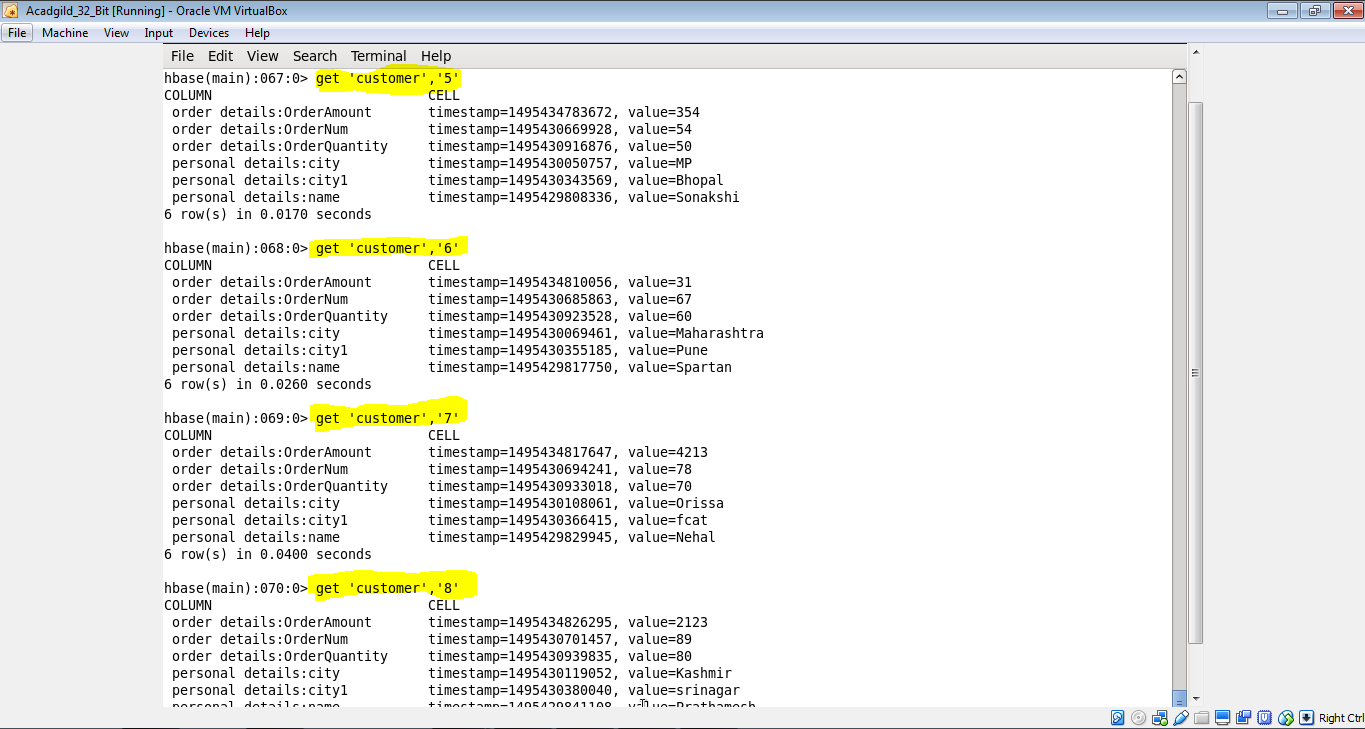 Acadgild_32_Bit [Running] - Oracle VM VirtualBox
File Machine View Input Devices Help
File Edit View Search Terminal Help
hbase(main):067:0> get 'customer','5'
COLUMN CELL
order details:OrderAmount timestamp=1495434783672, value=354
order details:OrderNum timestamp=1495430669928, value=54
order details:OrderQuantity timestamp=1495430916876, value=50
personal details:city timestamp=1495430050757, value=MP
personal details:city1 timestamp=1495430343569, value=Bhopal
personal details:name timestamp=1495429808336, value=Sonakshi
6 row(s) in 0.0170 seconds
hbase(main):068:0> get 'customer','6'
COLUMN CELL
order details:OrderAmount timestamp=1495434810056, value=31
order details:OrderNum timestamp=1495430685863, value=67
order details:OrderQuantity timestamp=1495430923528, value=60
personal details:city timestamp=1495430069461, value=Maharashtra
personal details:city1 timestamp=1495430355185, value=Pune
personal details:name timestamp=1495429817750, value=Spartan
6 row(s) in 0.0260 seconds
hbase(main):069:0> get 'customer','7'
COLUMN CELL
order details:OrderAmount timestamp=1495434817647, value=4213
order details:OrderNum timestamp=1495430694241, value=78
order details:OrderQuantity timestamp=1495430933018, value=70
personal details:city timestamp=1495430108061, value=Orissa
personal details:city1 timestamp=1495430366415, value=fcat
personal details:name timestamp=1495429829945, value=Nehal
6 row(s) in 0.0400 seconds
hbase(main):070:0> get 'customer','8'
COLUMN CELL
order details:OrderAmount timestamp=1495434826295, value=2123
order details:OrderNum timestamp=1495430701457, value=89
order details:OrderQuantity timestamp=1495430939835, value=80
personal details:city timestamp=1495430119052, value=Kashmir
personal details:city1 timestamp=1495430380040, value=srinagar
personal details:name timestamp=1495429841108, value=Prathamesh
Right Ctrl